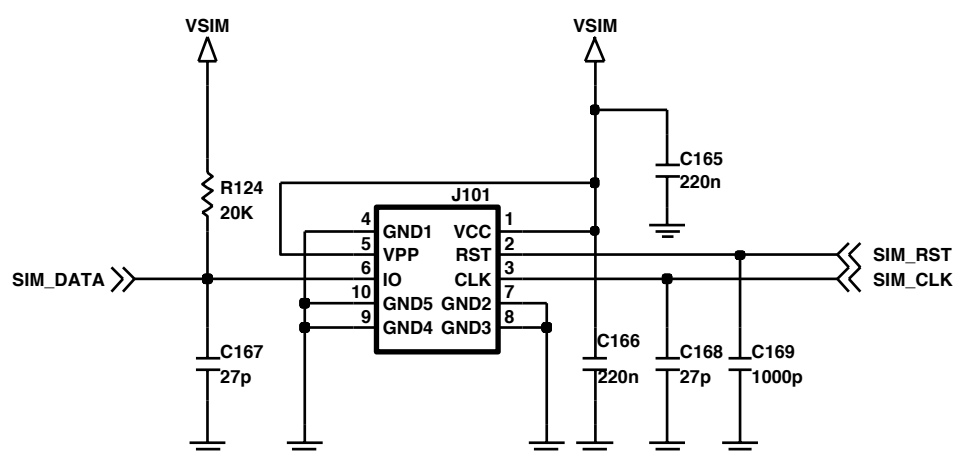 VSIM
VSIM
C165
220n
R124
20K
J101
4 GND1 VCC 1
5 VPP RST 2
6 IO CLK 3
10 GND5 GND2 7
9 GND4 GND3 8
SIM_DATA
SIM_RST
SIM_CLK
C167
27p
C166
220n
C168
27p
C169
1000p